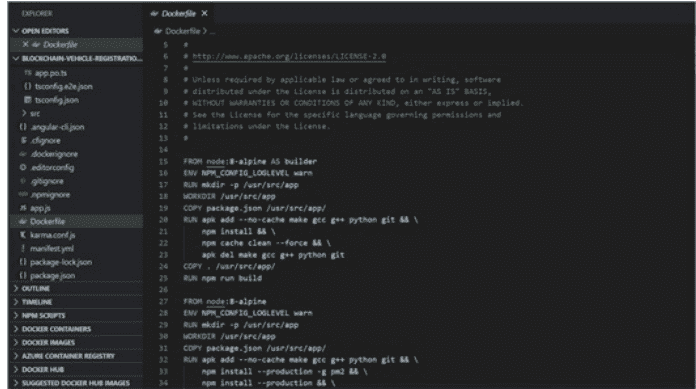 EXPLORER
OPEN EDITORS
Dockerfile
BLOCKCHAIN-VEHICLE-REGISTRATIO...
TS app.po.ts
{} tsconfig.e2e.json
tsconfig.json
src
{} .angular-cli.json
.cfignore
.dockerignore
.editorconfig
.gitignore
.npmignore
JS app.js
Dockerfile
karma.conf.js
! manifest.yml
{} package-lock.json
{} package.json
OUTLINE
TIMELINE
NPM SCRIPTS
DOCKER CONTAINERS
DOCKER IMAGES
AZURE CONTAINER REGISTRY
DOCKER HUB
SUGGESTED DOCKER HUB IMAGES
Dockerfile
Dockerfile > ...
5 #
6 # http://www.apache.org/licenses/LICENSE-2.0
7 #
8 # Unless required by applicable law or agreed to in writing, software
9 # distributed under the License is distributed on an "AS IS" BASIS,
10 # WITHOUT WARRANTIES OR CONDITIONS OF ANY KIND, either express or implied.
11 # See the License for the specific language governing permissions and
12 # limitations under the License.
13 #
14
15 FROM node:8-alpine AS builder
16 ENV NPM_CONFIG_LOGLEVEL warn
17 RUN mkdir -p /usr/src/app
18 WORKDIR /usr/src/app
19 COPY package.json /usr/src/app/
20 RUN apk add --no-cache make gcc g++ python git && \
21 npm install && \
22 npm cache clean --force && \
23 apk del make gcc g++ python git
24 COPY . /usr/src/app/
25 RUN npm run build
26
27 FROM node:8-alpine
28 ENV NPM_CONFIG_LOGLEVEL warn
29 RUN mkdir -p /usr/src/app
30 WORKDIR /usr/src/app
31 COPY package.json /usr/src/app/
32 RUN apk add --no-cache make gcc g++ python git && \
33 npm install --production -g pm2 && \
34 npm install --production && \